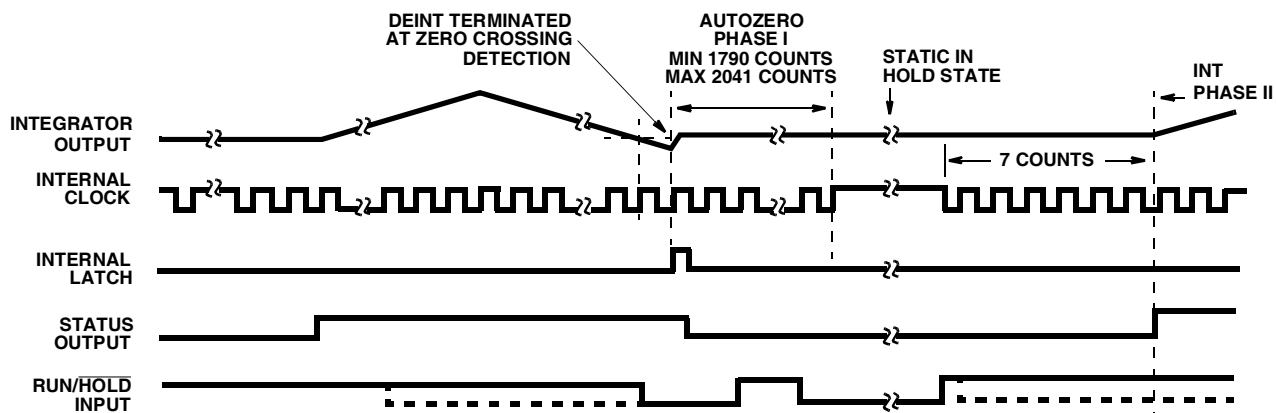 DEINT TERMINATED
AT ZERO CROSSING
DETECTION
AUTOZERO
PHASE I
MIN 1790 COUNTS
MAX 2041 COUNTS
STATIC IN
HOLD STATE
INT
PHASE II
INTEGRATOR
OUTPUT
7 COUNTS
INTERNAL
CLOCK
INTERNAL
LATCH
STATUS
OUTPUT
RUN/HOLD
INPUT